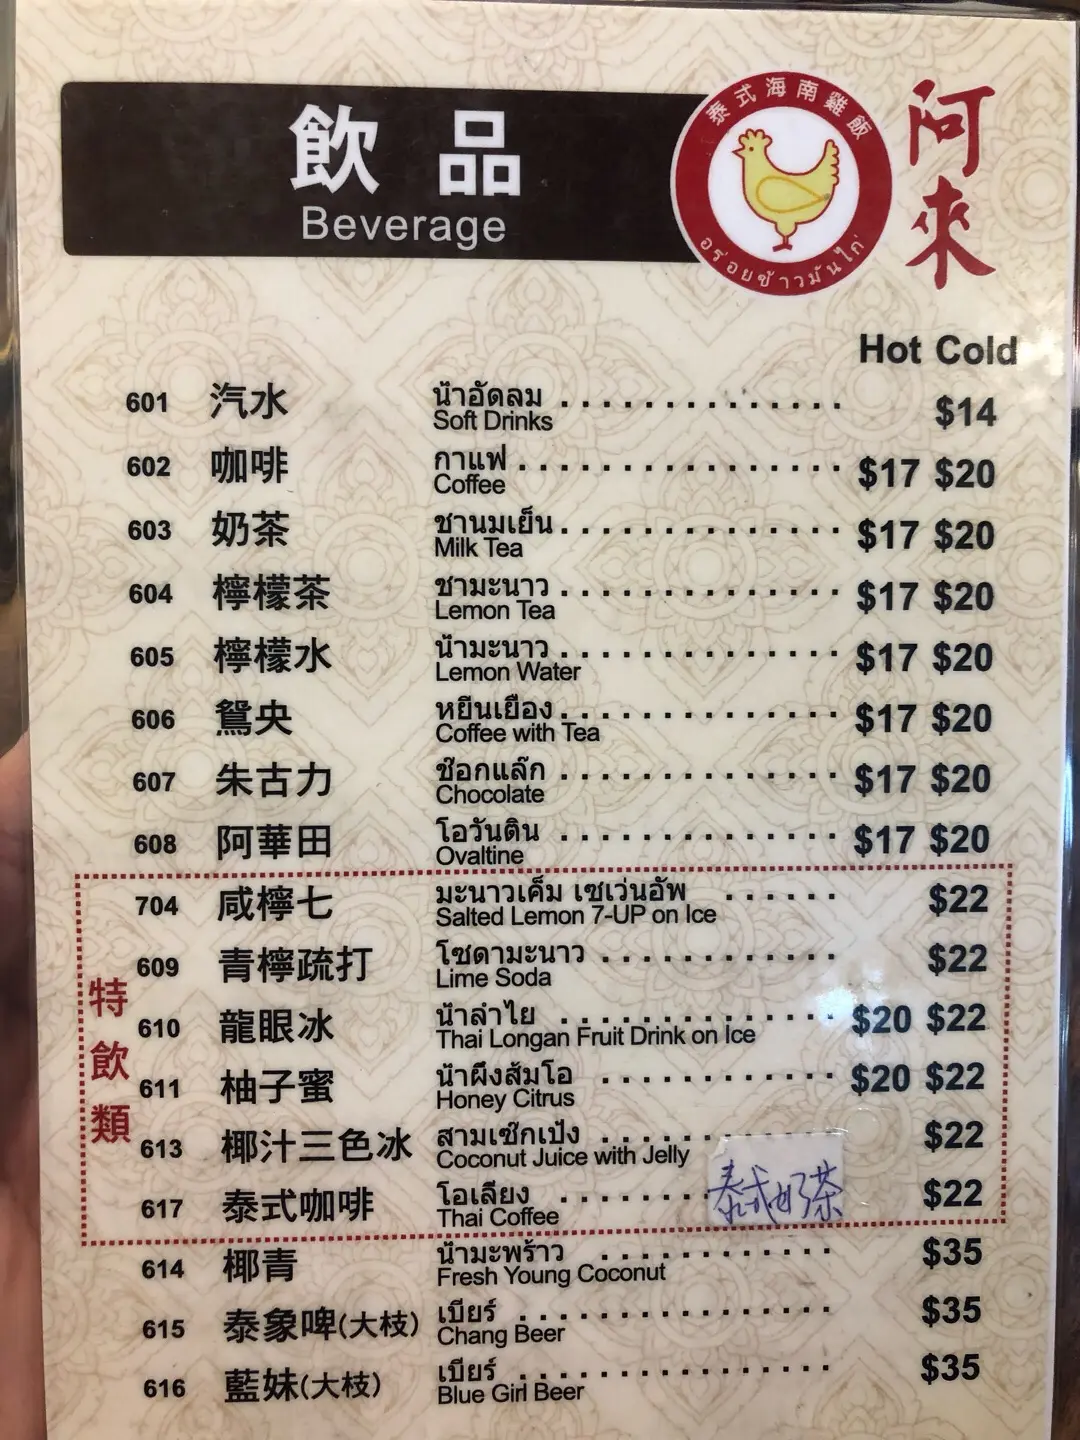 飲品
Beverage
泰式海南雞飯
อร่อยข้าวมันไก่
阿來
Hot Cold
601 汽水 น้ำอัดลม $14
Soft Drinks
602 咖啡 กาแฟ $17 $20
Coffee
603 奶茶 ชานมเย็น $17 $20
Milk Tea
604 檸檬茶 ชามะนาว $17 $20
Lemon Tea
605 檸檬水 น้ำมะนาว $17 $20
Lemon Water
606 鴛央 หยินเยือง $17 $20
Coffee with Tea
607 朱古力 ช๊อกแล๊ก $17 $20
Chocolate
608 阿華田 โอวันติน $17 $20
Ovaltine
特飲類
704 咸檸七 มะนาวเค็ม เซเว่นอัพ $22
Salted Lemon 7-UP on Ice
609 青檸疏打 โซดามะนาว $22
Lime Soda
610 龍眼冰 น้ำลำไย $20 $22
Thai Longan Fruit Drink on Ice
611 柚子蜜 น้ำผึงส้มโอ $20 $22
Honey Citrus
613 椰汁三色冰 สามเซ๊กเป้ง $22
Coconut Juice with Jelly
617 泰式咖啡 โอเลียง 泰式奶茶 $22
Thai Coffee
614 椰青 น้ำมะพร้าว $35
Fresh Young Coconut
615 泰象啤(大枝) เบียร์ $35
Chang Beer
616 藍妹(大枝) เบียร์ $35
Blue Girl Beer